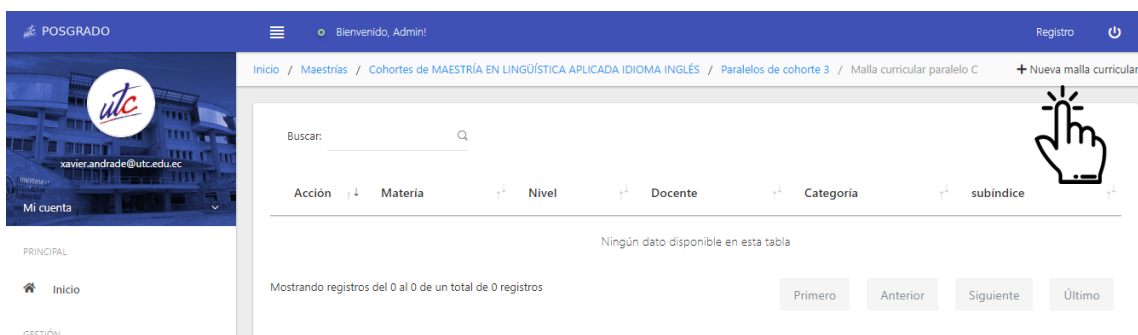 utc POSGRADO
Bienvenido, Admin!
Registro
Inicio / Maestrías / Cohortes de MAESTRÍA EN LINGÜÍSTICA APLICADA IDIOMA INGLÉS / Paralelos de cohorte 3 / Malla curricular paralelo C
+ Nueva malla curricular
utc
xavier.andrade@utc.edu.ec
Mi cuenta
PRINCIPAL
Inicio
GESTIÓN
Buscar:
Acción Matería Nivel Docente Categoría subíndice
Ningún dato disponible en esta tabla
Mostrando registros del 0 al 0 de un total de 0 registros
Primero Anterior Siguiente Último